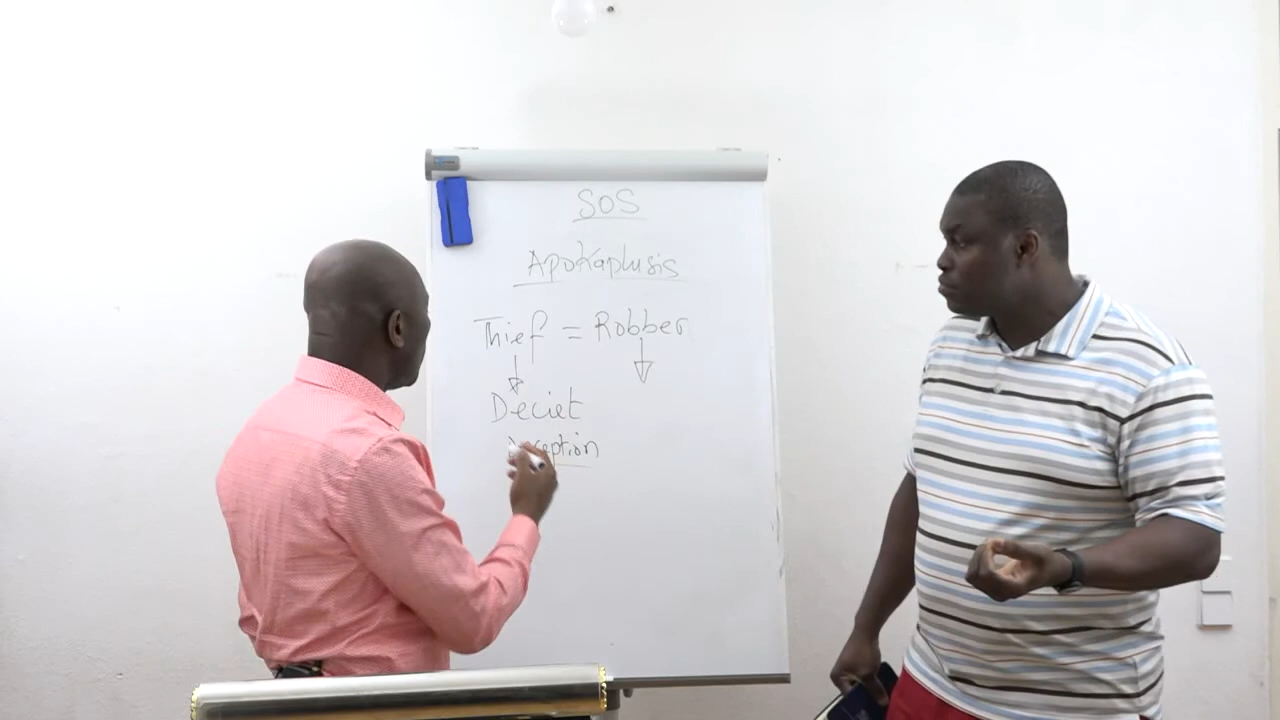 SOS
Apokaplusis
Thief = Robber
Deciet